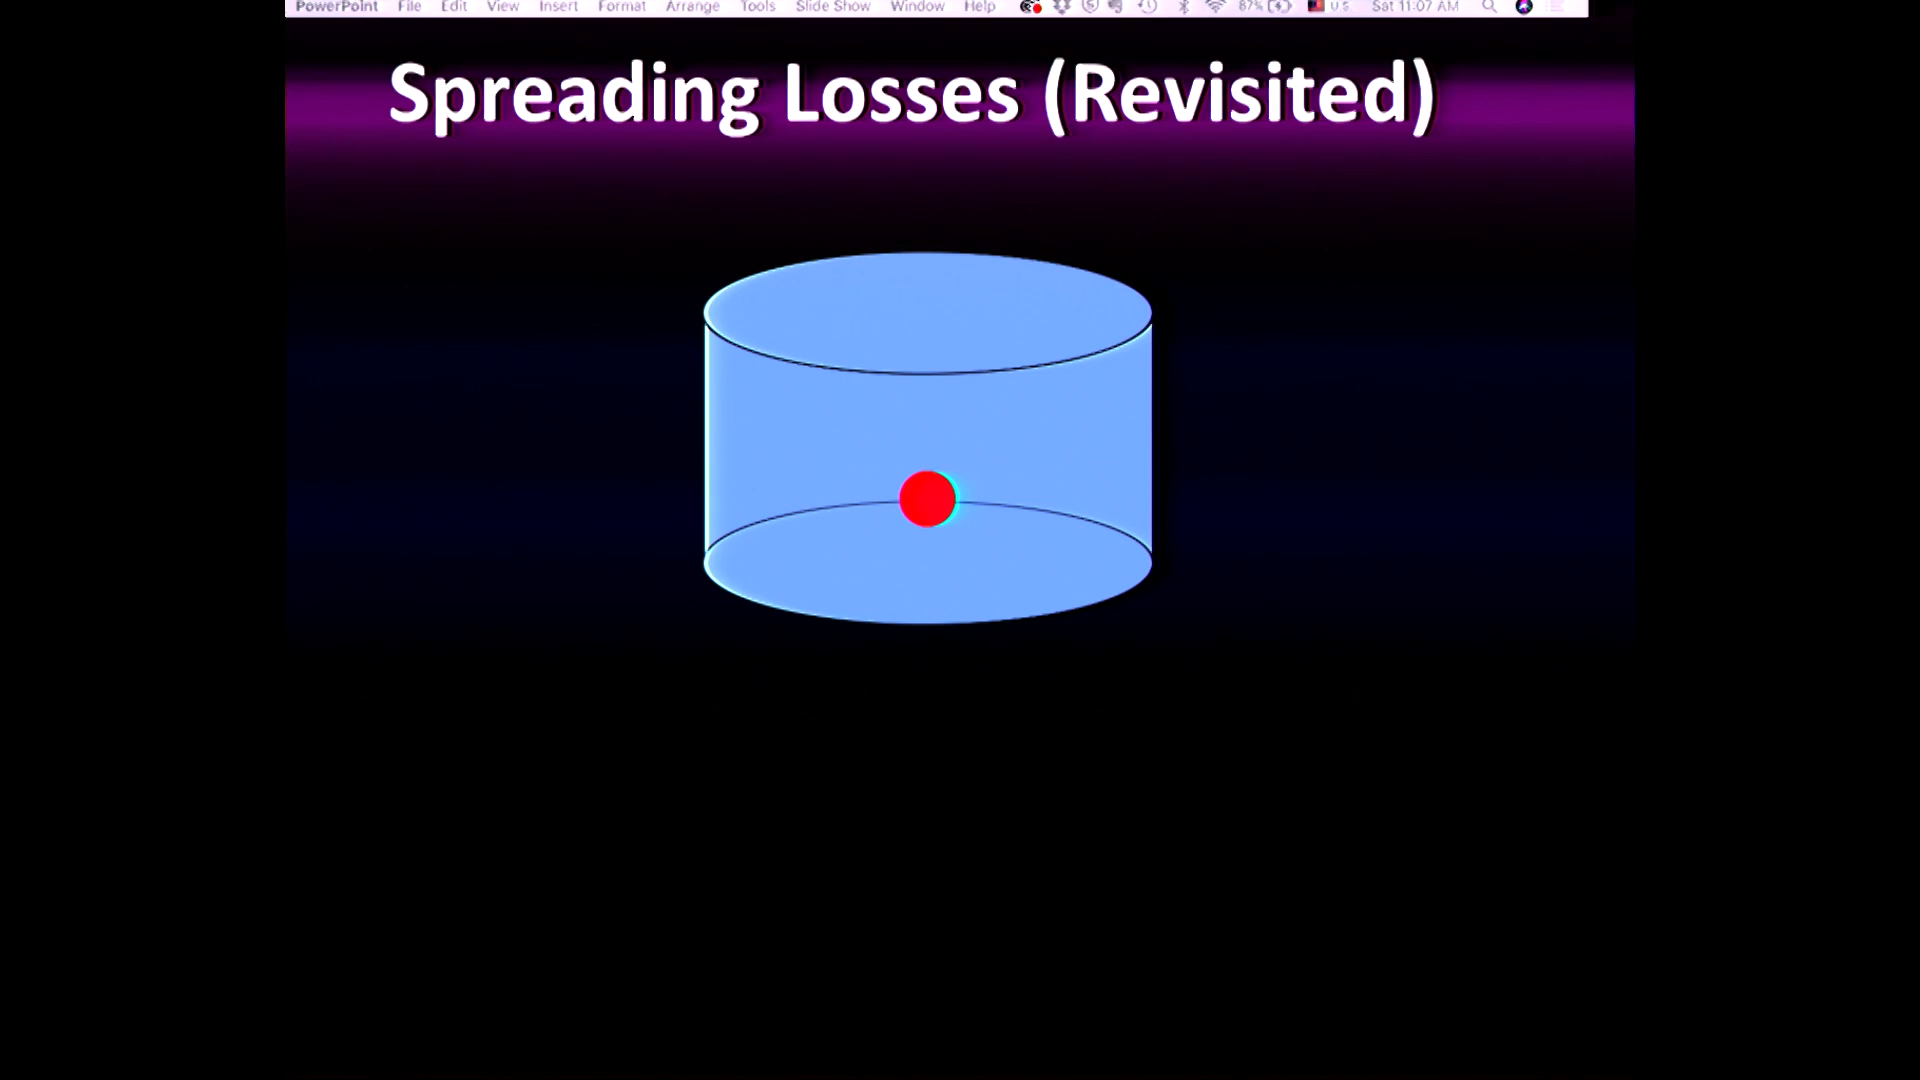 PowerPoint File Edit View Insert Format Arrange Tools Slide Show Window Help 87% U.S. Sat 11:07 AM
Spreading Losses (Revisited)